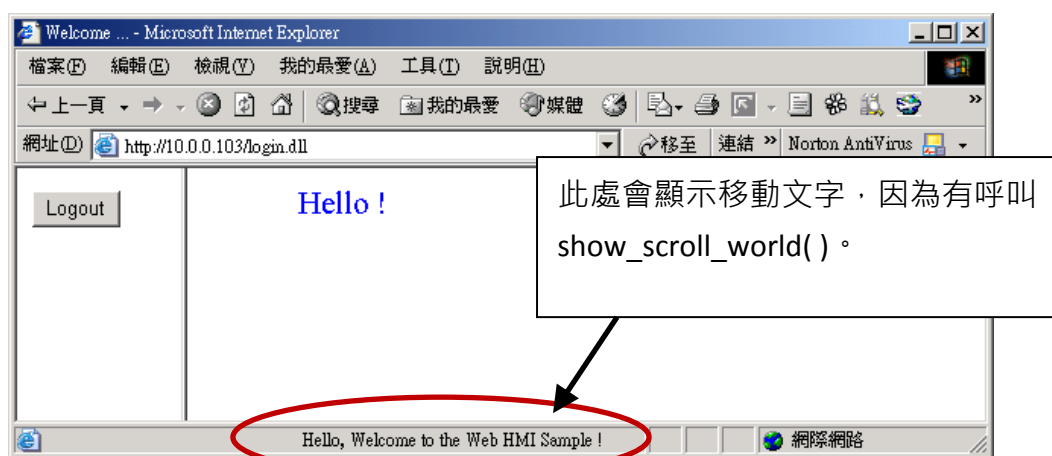 Welcome ... - Microsoft Internet Explorer
檔案(F) 編輯(E) 檢視(V) 我的最愛(A) 工具(T) 說明(H)
上一頁 搜尋 我的最愛 媒體 »
網址(D) http://10.0.0.103/login.dll 移至 連結 » Norton AntiVirus
Logout
Hello !
此處會顯示移動文字，因為有呼叫
show_scroll_world( )。
Hello, Welcome to the Web HMI Sample !
網際網路